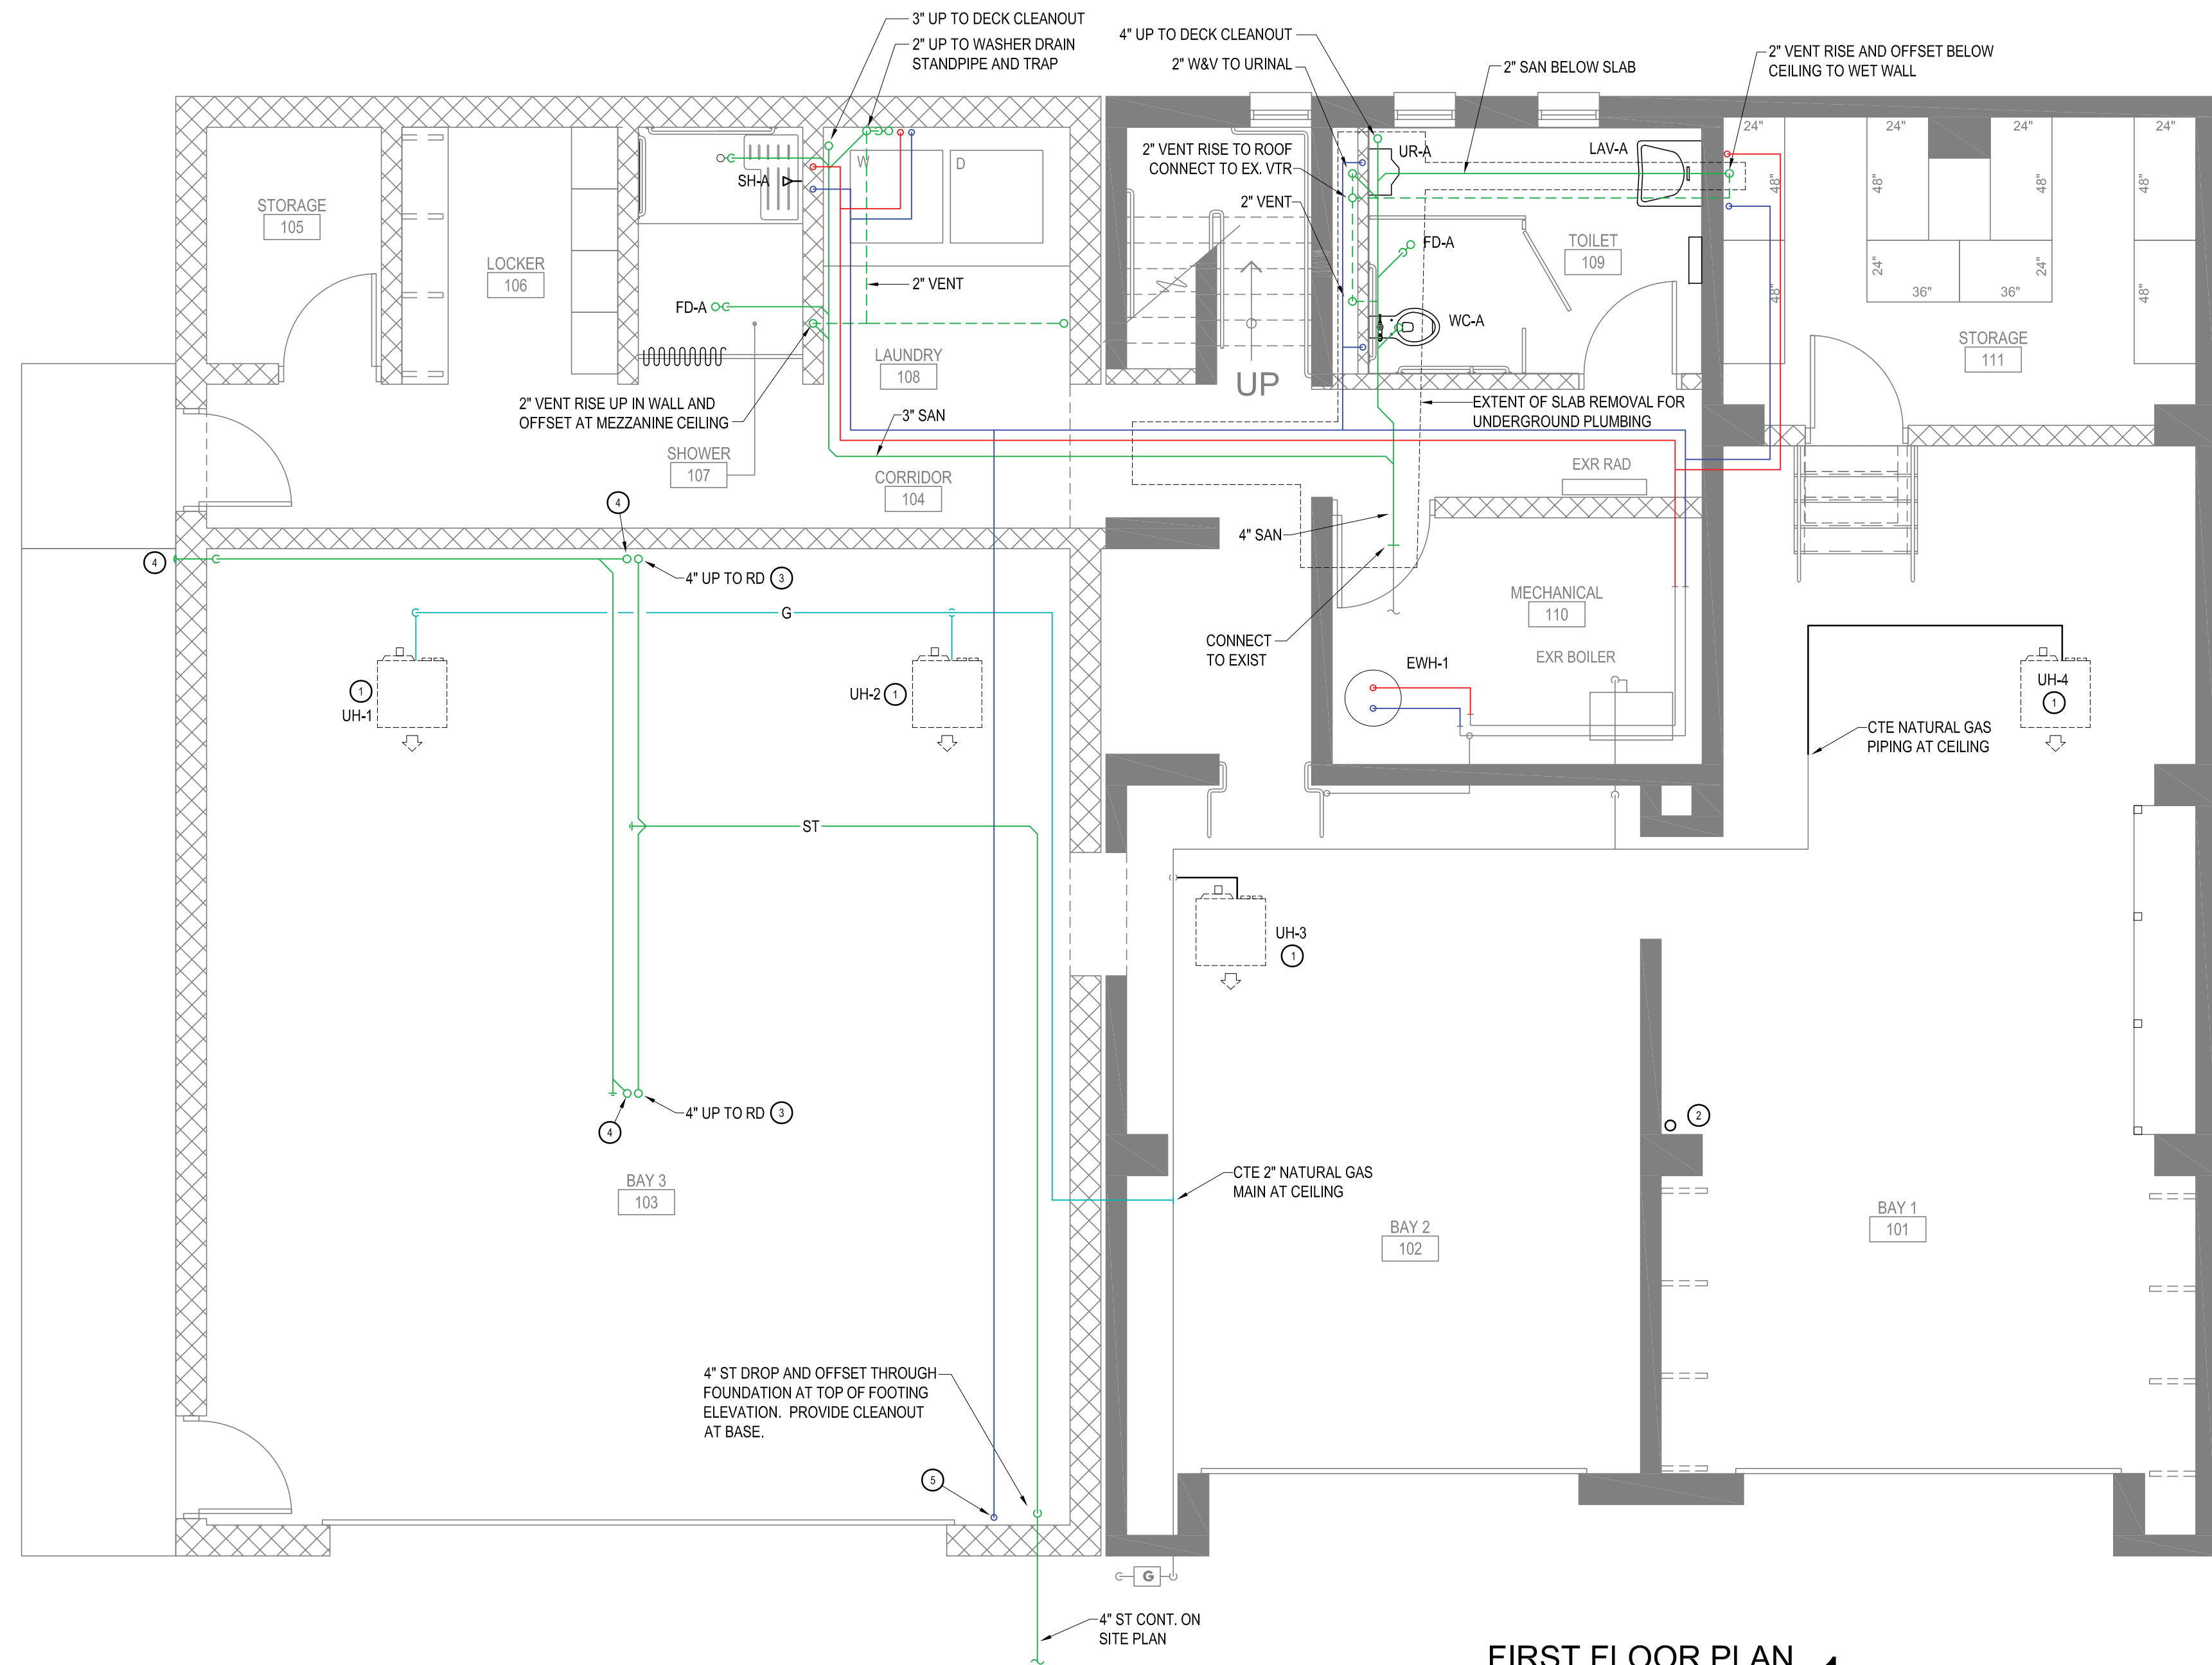 3" UP TO DECK CLEANOUT
2" UP TO WASHER DRAIN
STANDPIPE AND TRAP
4" UP TO DECK CLEANOUT
2" W&V TO URINAL
2" SAN BELOW SLAB
2" VENT RISE AND OFFSET BELOW
CEILING TO WET WALL
2" VENT RISE TO ROOF
CONNECT TO EX. VTR
2" VENT
UR-A
LAV-A
24"
24"
24"
24"
48"
48"
48"
48"
48"
48"
24"
24"
36"
36"
W
D
SH-A
STORAGE
105
LOCKER
106
FD-A
TOILET
109
2" VENT
FD-A
WC-A
STORAGE
111
LAUNDRY
108
UP
2" VENT RISE UP IN WALL AND
OFFSET AT MEZZANINE CEILING
3" SAN
EXTENT OF SLAB REMOVAL FOR
UNDERGROUND PLUMBING
SHOWER
107
CORRIDOR
104
EXR RAD
4
4
4" SAN
4" UP TO RD
3
MECHANICAL
110
G
CONNECT
TO EXIST
EWH-1
EXR BOILER
1
UH-1
UH-2
1
UH-4
1
CTE NATURAL GAS
PIPING AT CEILING
ST
UH-3
1
4" UP TO RD
3
4
2
BAY 3
103
CTE 2" NATURAL GAS
MAIN AT CEILING
BAY 2
102
BAY 1
101
4" ST DROP AND OFFSET THROUGH
FOUNDATION AT TOP OF FOOTING
ELEVATION. PROVIDE CLEANOUT
AT BASE.
5
G
4" ST CONT. ON
SITE PLAN
FIRST FLOOR PLAN